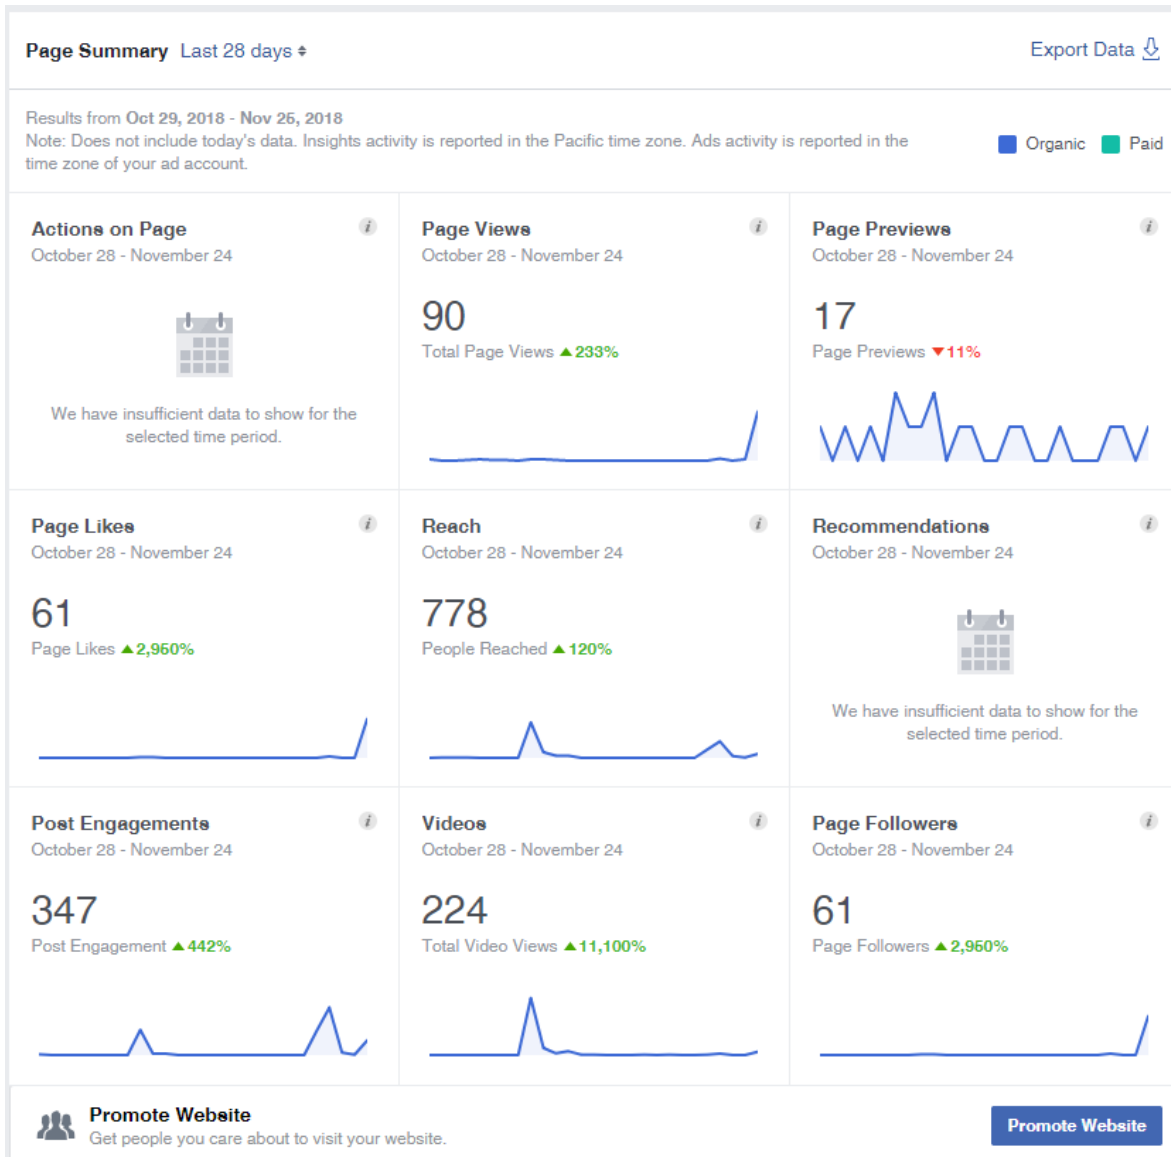 Page Summary Last 28 days
Export Data
Results from Oct 29, 2018 - Nov 25, 2018
Note: Does not include today's data. Insights activity is reported in the Pacific time zone. Ads activity is reported in the
time zone of your ad account.
Organic Paid
Actions on Page
October 28 - November 24
We have insufficient data to show for the
selected time period.
Page Views
October 28 - November 24
90
Total Page Views ▲233%
Page Previews
October 28 - November 24
17
Page Previews ▼11%
Page Likes
October 28 - November 24
61
Page Likes ▲2,950%
Reach
October 28 - November 24
778
People Reached ▲120%
Recommendations
October 28 - November 24
We have insufficient data to show for the
selected time period.
Post Engagements
October 28 - November 24
347
Post Engagement ▲442%
Videos
October 28 - November 24
224
Total Video Views ▲11,100%
Page Followers
October 28 - November 24
61
Page Followers ▲2,950%
Promote Website
Get people you care about to visit your website.
Promote Website